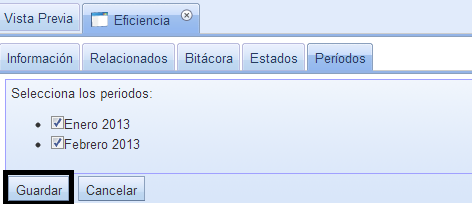 Vista Previa Eficiencia
Información Relacionados Bitácora Estados Períodos
Selecciona los periodos:
Enero 2013
Febrero 2013
Guardar Cancelar